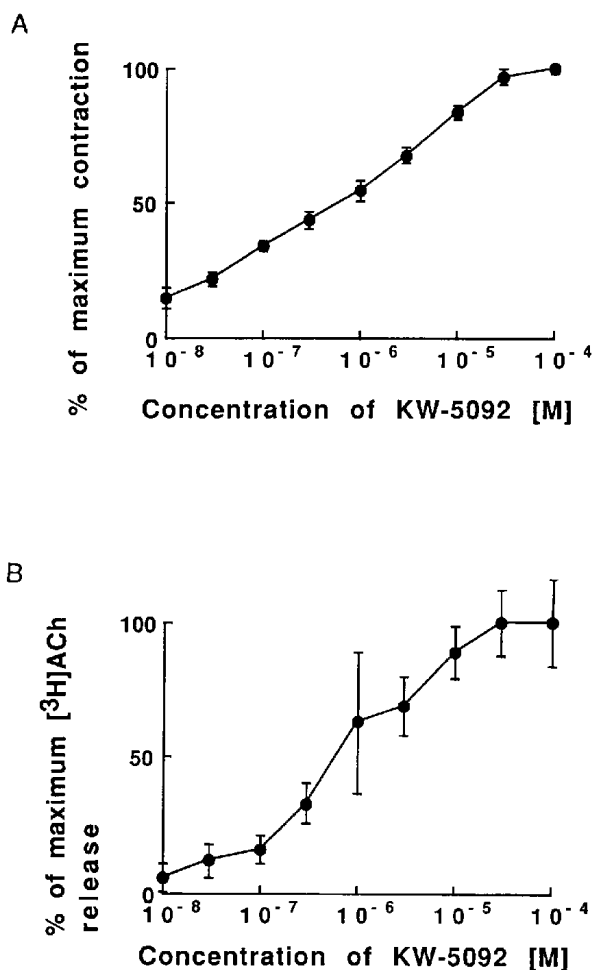 A
% of maximum contraction
100
50
0
10⁻⁸ 10⁻⁷ 10⁻⁶ 10⁻⁵ 10⁻⁴
Concentration of KW-5092 [M]
B
% of maximum [³H]ACh
release
100
50
0
10⁻⁸ 10⁻⁷ 10⁻⁶ 10⁻⁵ 10⁻⁴
Concentration of KW-5092 [M]